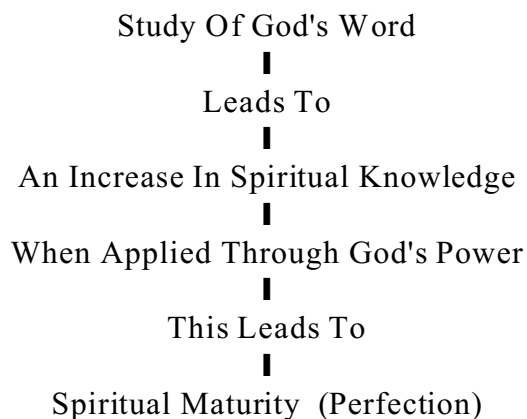 Study Of God's Word
Leads To
An Increase In Spiritual Knowledge
When Applied Through God's Power
This Leads To
Spiritual Maturity (Perfection)